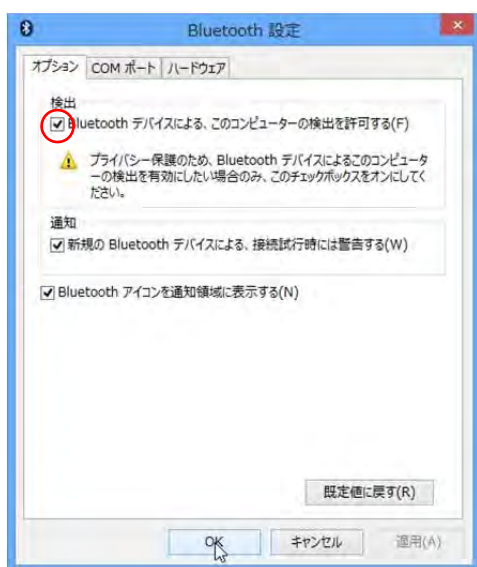 Bluetooth 設定
オプション COM ポート ハードウェア
検出
Bluetooth デバイスによる、このコンピューターの検出を許可する(F)
プライバシー保護のため、Bluetooth デバイスによるこのコンピュータ
ーの検出を有効にしたい場合のみ、このチェックボックスをオンにしてく
ださい。
通知
新規の Bluetooth デバイスによる、接続試行時には警告する(W)
Bluetooth アイコンを通知領域に表示する(N)
既定値に戻す(R)
OK キャンセル 適用(A)